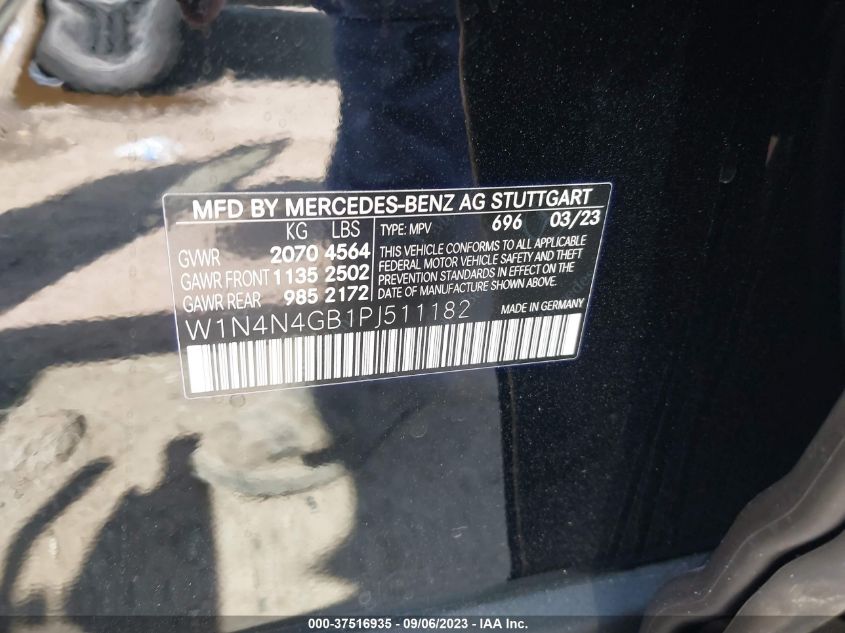 MFD BY MERCEDES-BENZ AG STUTTGART
KG LBS
GVWR 2070 4564
GAWR FRONT 1135 2502
GAWR REAR 985 2172
TYPE: MPV 696 03/23
THIS VEHICLE CONFORMS TO ALL APPLICABLE
FEDERAL MOTOR VEHICLE SAFETY AND THEFT
PREVENTION STANDARDS IN EFFECT ON THE
DATE OF MANUFACTURE SHOWN ABOVE.
W1N4N4GB1PJ511182
MADE IN GERMANY
000-37516935 - 09/06/2023 - IAA Inc.